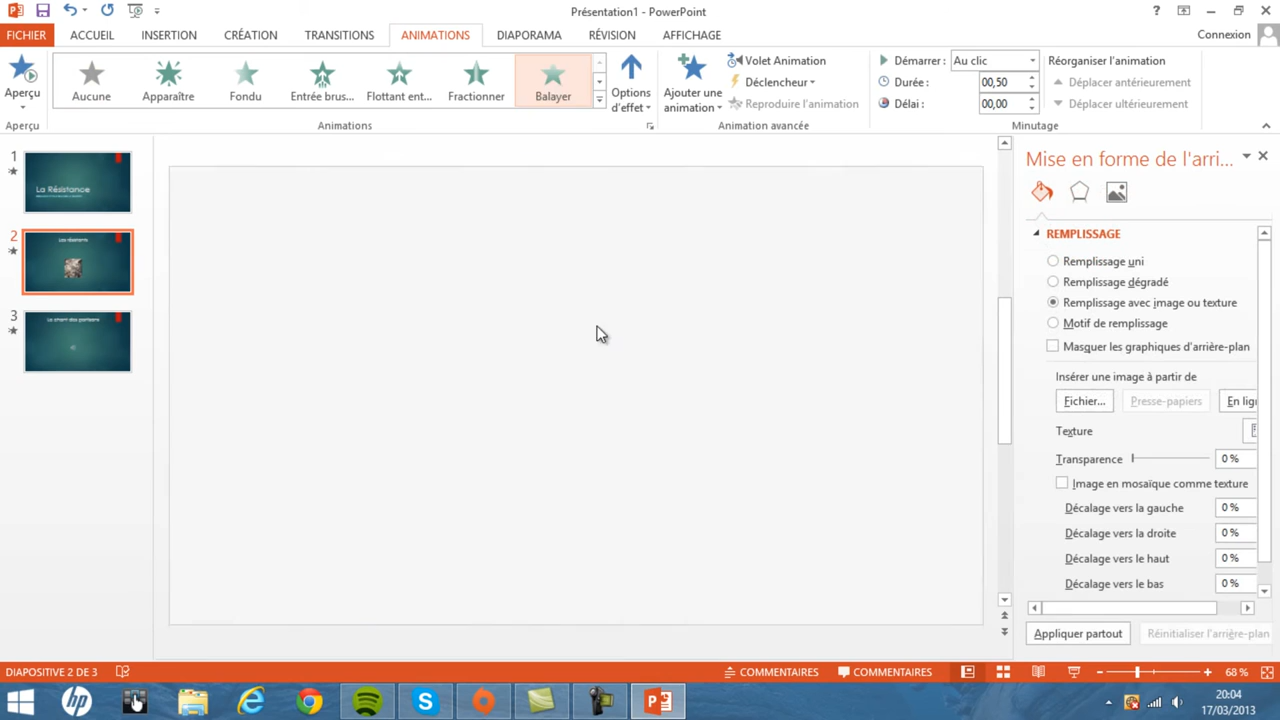 Présentation1 - PowerPoint
?
FICHIER ACCUEIL INSERTION CRÉATION TRANSITIONS ANIMATIONS DIAPORAMA RÉVISION AFFICHAGE Connexion
Aperçu
Aucune Apparaître Fondu Entrée brus... Flottant ent... Fractionner Balayer
Options d'effet
Ajouter une animation
Volet Animation
Déclencheur
Reproduire l'animation
Démarrer: Au clic
Durée: 00,50
Délai: 00,00
Réorganiser l'animation
Déplacer antérieurement
Déplacer ultérieurement
Aperçu Animations Animation avancée Minutage
1
La Résistance
2
3
Mise en forme de l'arri...
REMPLISSAGE
Remplissage uni
Remplissage dégradé
Remplissage avec image ou texture
Motif de remplissage
Masquer les graphiques d'arrière-plan
Insérer une image à partir de
Fichier... Presse-papiers En lig
Texture
Transparence 0 %
Image en mosaïque comme texture
Décalage vers la gauche 0 %
Décalage vers la droite 0 %
Décalage vers le haut 0 %
Décalage vers le bas 0 %
Appliquer partout Réinitialiser l'arrière-plan
DIAPOSITIVE 2 DE 3 COMMENTAIRES COMMENTAIRES 68 %
20:04
17/03/2013